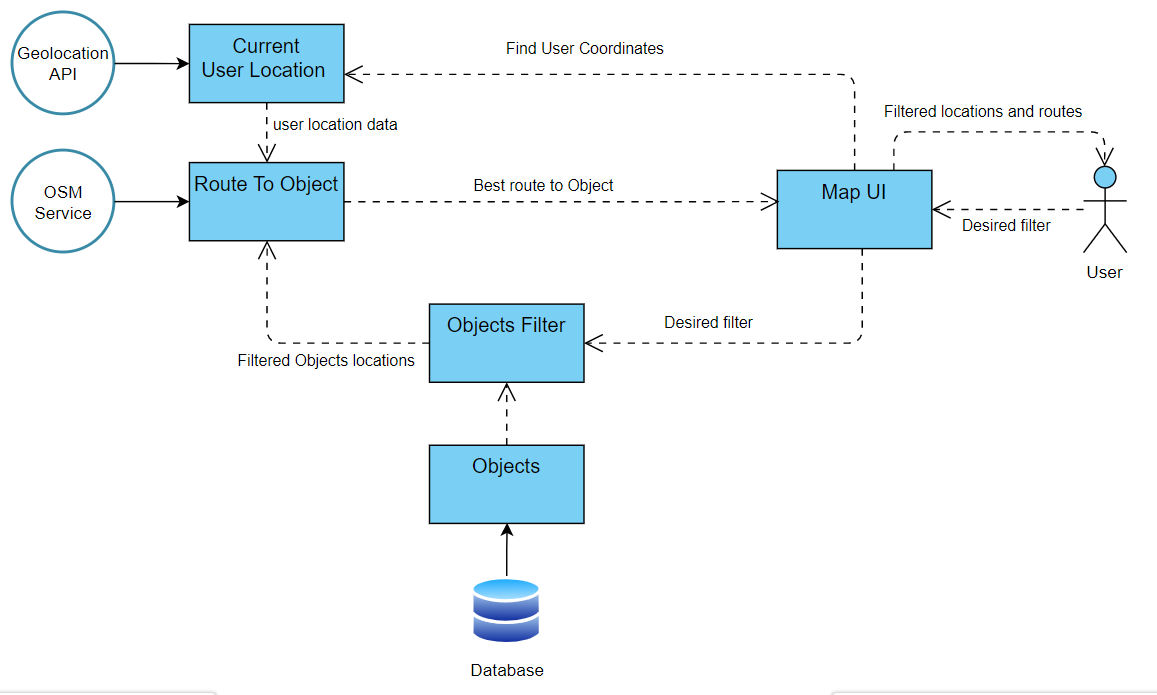 Geolocation
API
Current
User Location
Find User Coordinates
Filtered locations and routes
user location data
OSM
Service
Route To Object
Best route to Object
Map UI
Desired filter
User
Objects Filter
Desired filter
Filtered Objects locations
Objects
Database